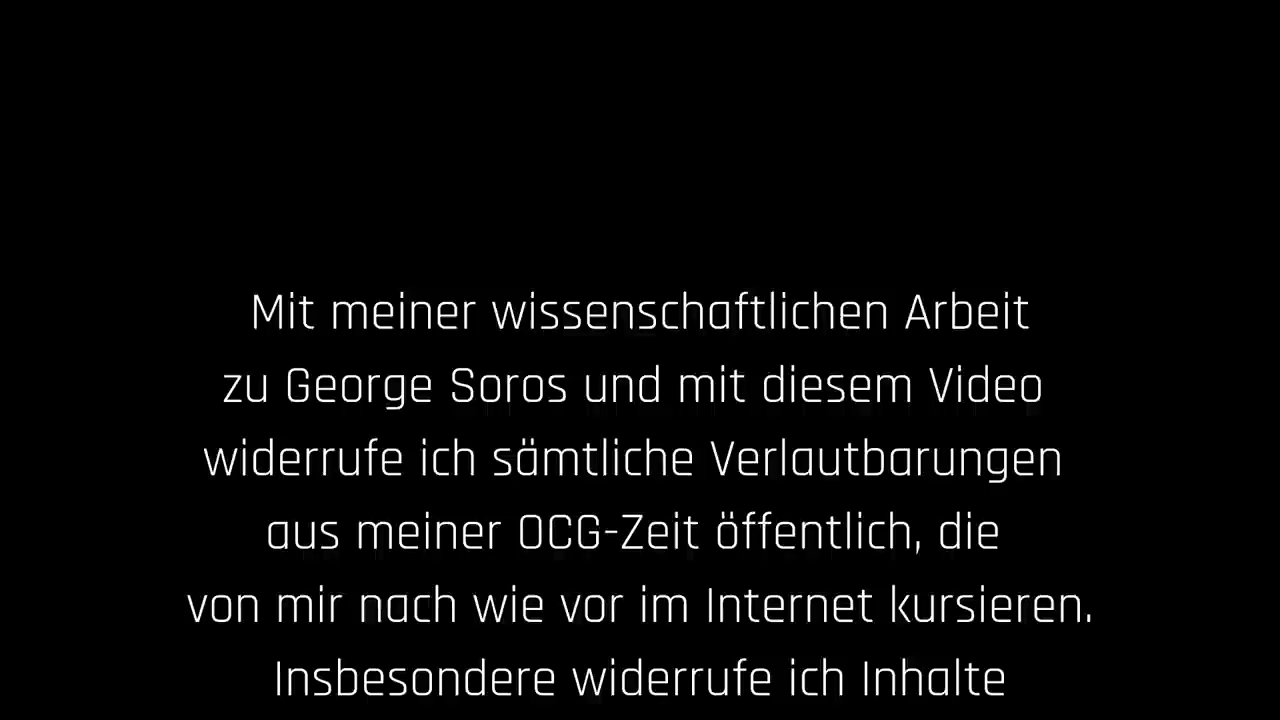 Mit meiner wissenschaftlichen Arbeit
zu George Soros und mit diesem Video
widerrufe ich sämtliche Verlautbarungen
aus meiner OCG-Zeit öffentlich, die
von mir nach wie vor im Internet kursieren.
Insbesondere widerrufe ich Inhalte